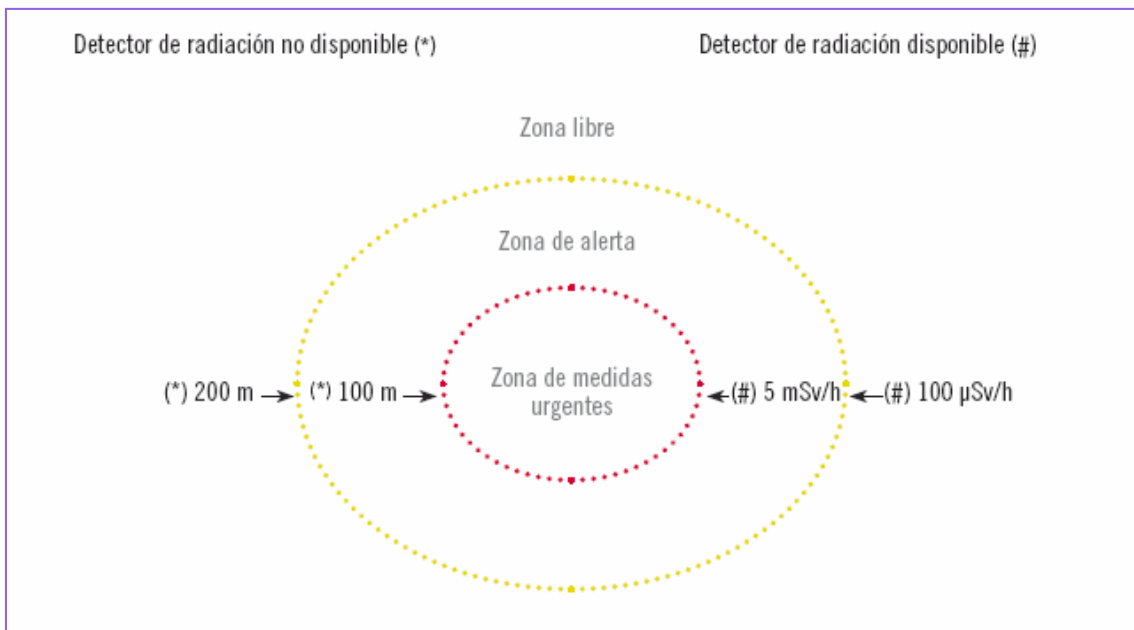 Detector de radiación no disponible (*)
Detector de radiación disponible (#)
Zona libre
Zona de alerta
Zona de medidas
urgentes
(*) 200 m
(*) 100 m
(#) 5 mSv/h
(#) 100 µSv/h